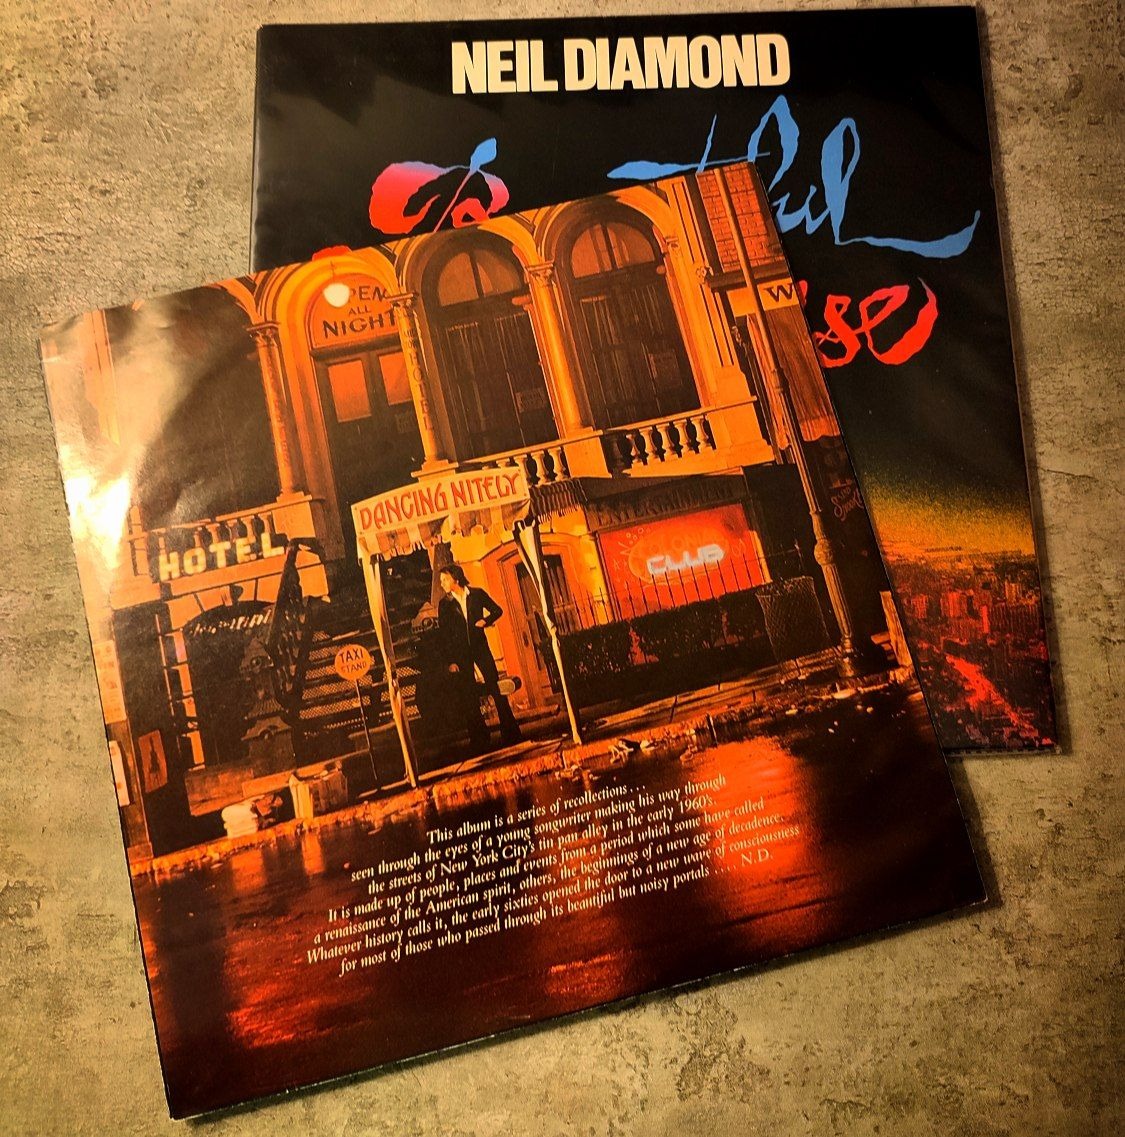 NEIL DIAMOND
OPEN
ALL
NIGHT
W
DANCING NITELY
ENTERTAINMENT
HOTEL
CLUB
TAXI
STAND
This album is a series of recollections...
seen through the eyes of a young songwriter making his way through
the streets of New York City's tin pan alley in the early 1960's.
It is made up of people, places and events from a period which some have called
a renaissance of the American spirit, others, the beginnings of a new age of decadence.
Whatever history calls it, the early sixties opened the door to a new wave of consciousness
for most of those who passed through its beautiful but noisy portals .... N.D.